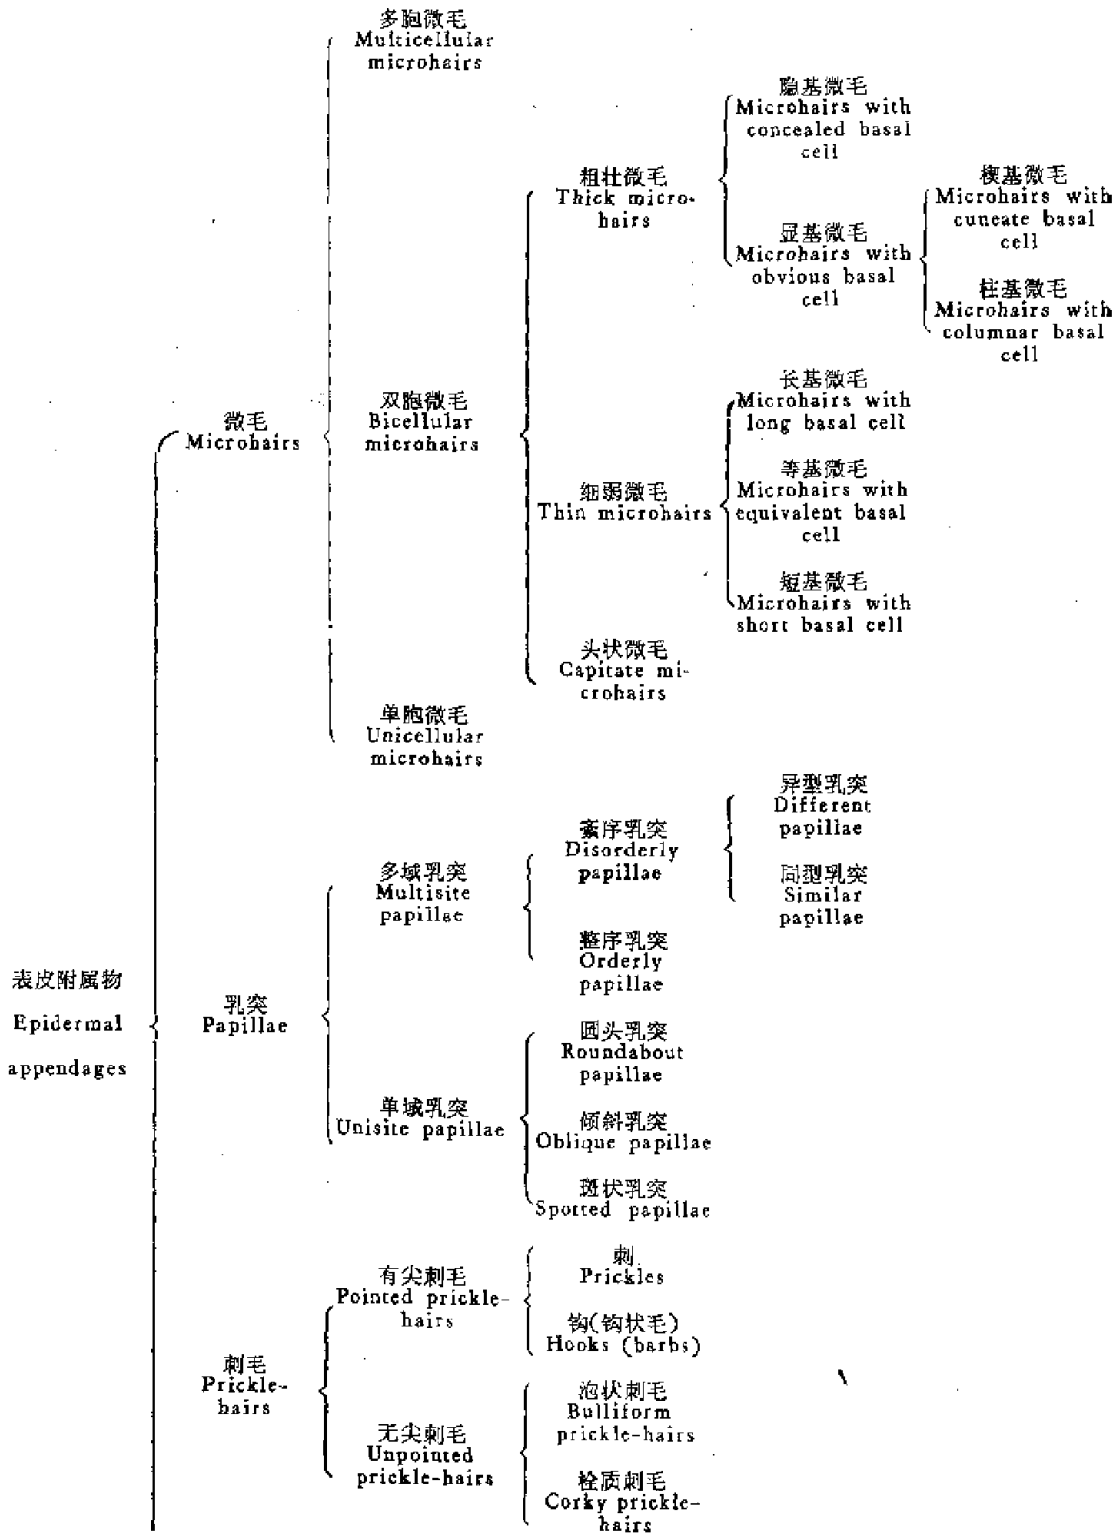 多胞微毛
Multicellular
microhairs
隐基微毛
Microhairs with
concealed basal
cell
粗壮微毛
Thick micro-
hairs
楔基微毛
Microhairs with
cuneate basal
cell
显基微毛
Microhairs with
obvious basal
cell
柱基微毛
Microhairs with
columnar basal
cell
长基微毛
Microhairs with
long basal cell
微毛
Microhairs
双胞微毛
Bicellular
microhairs
等基微毛
Microhairs with
equivalent basal
cell
细弱微毛
Thin microhairs
短基微毛
Microhairs with
short basal cell
头状微毛
Capitate mi-
crohairs
单胞微毛
Unicellular
microhairs
异型乳突
Different
papillae
紊序乳突
Disorderly
papillae
多域乳突
Multisite
papillae
同型乳突
Similar
papillae
整序乳突
Orderly
papillae
表皮附属物
Epidermal
appendages
乳突
Papillae
圆头乳突
Roundabout
papillae
单域乳突
Unisite papillae
倾斜乳突
Oblique papillae
斑状乳突
Spotted papillae
刺
Prickles
有尖刺毛
Pointed prickle-
hairs
钩(钩状毛)
Hooks (barbs)
刺毛
Prickle-
hairs
泡状刺毛
Bulliform
prickle-hairs
无尖刺毛
Unpointed
prickle-hairs
栓质刺毛
Corky prickle-
hairs